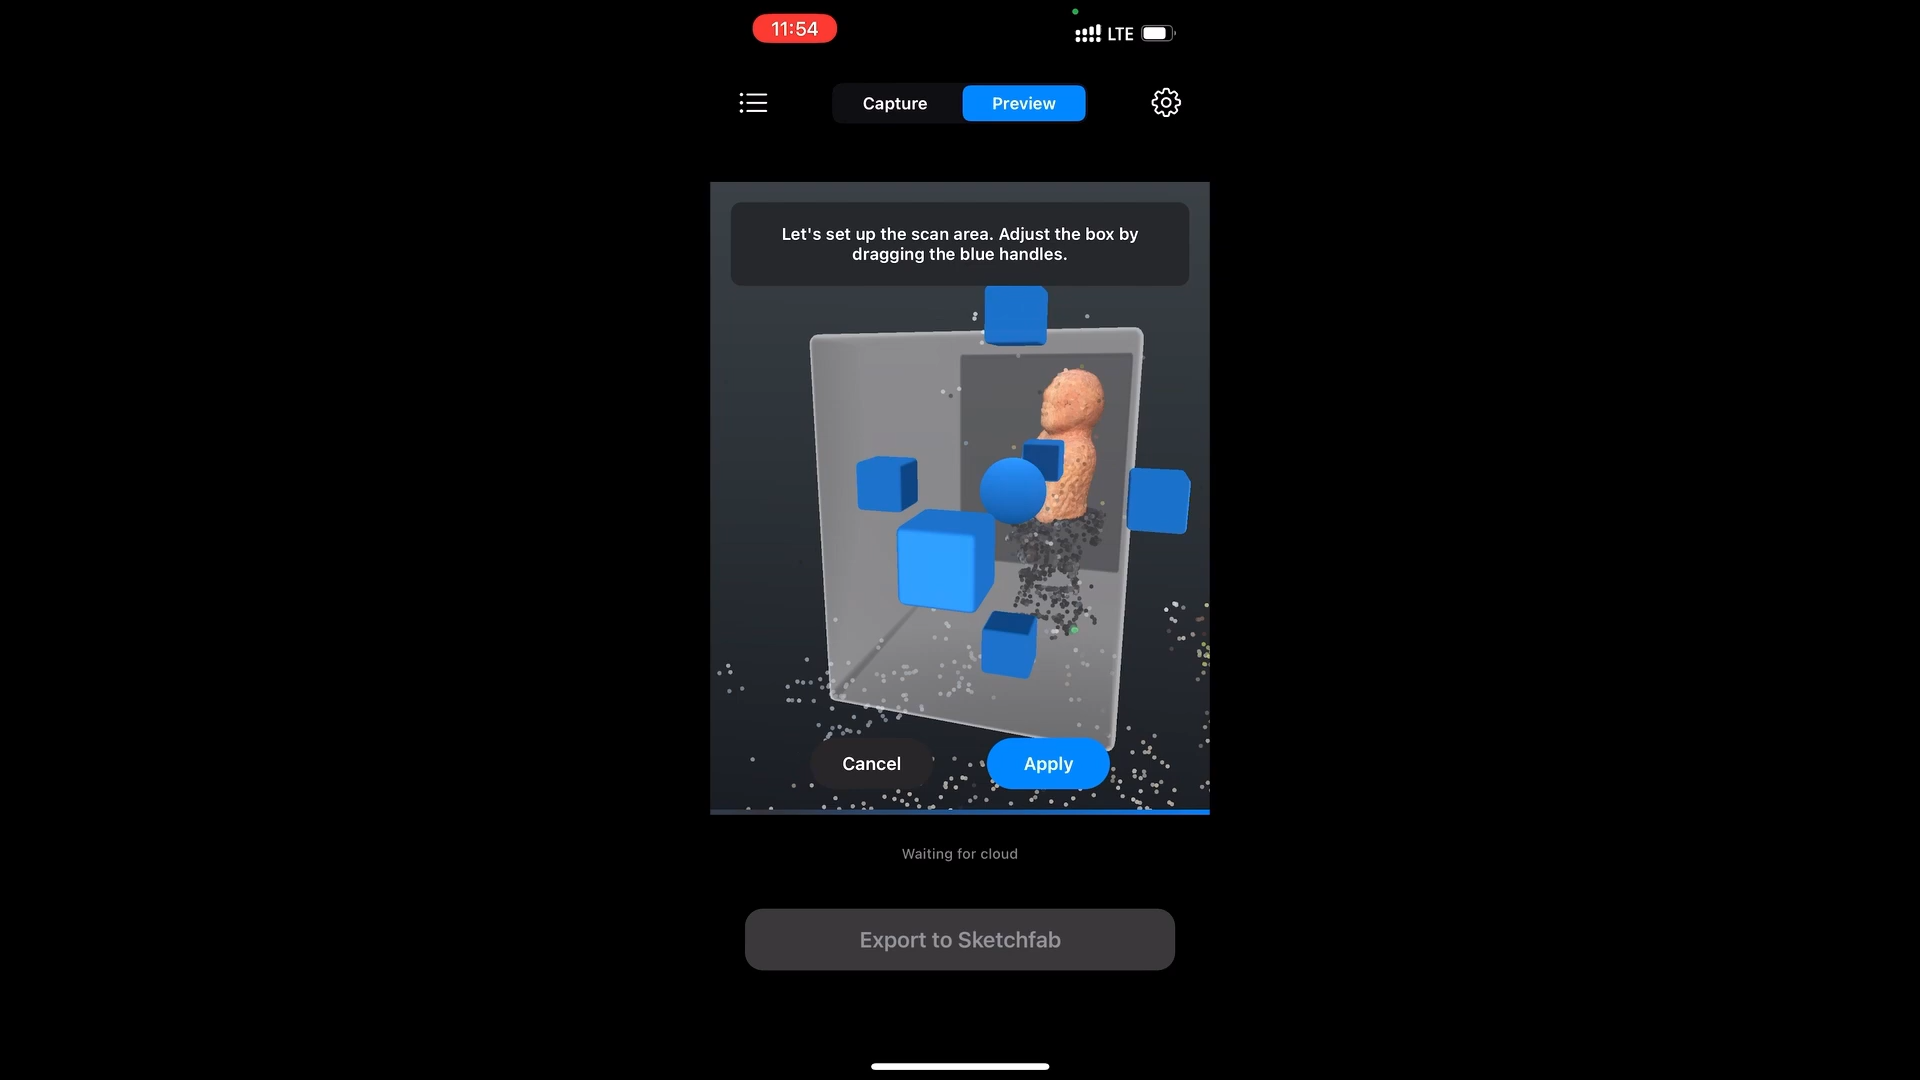 11:54
LTE
Capture
Preview
Let's set up the scan area. Adjust the box by
dragging the blue handles.
Cancel
Apply
Waiting for cloud
Export to Sketchfab